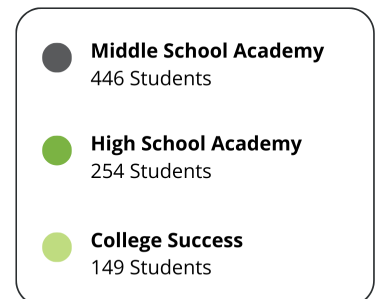 Middle School Academy
446 Students
High School Academy
254 Students
College Success
149 Students